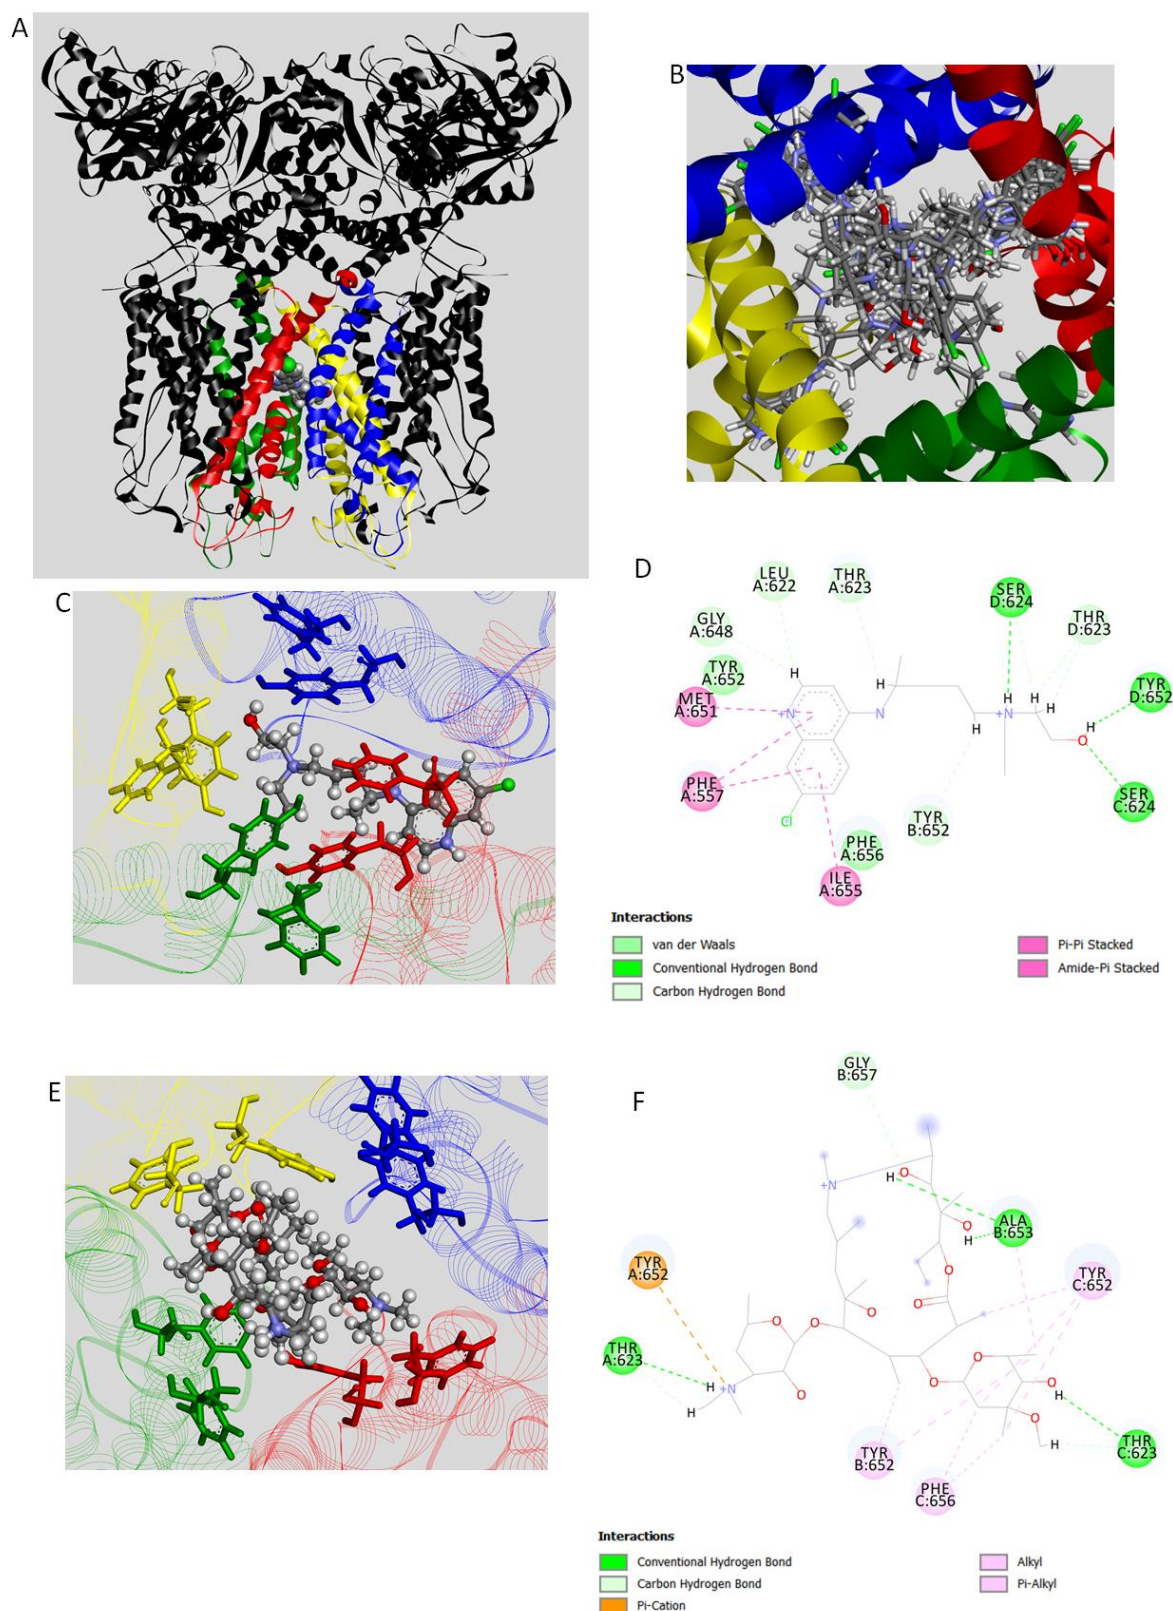 A
B
C
D
LEU
A:622
THR
A:623
SER
D:624
GLY
A:648
THR
D:623
TYR
A:652
TYR
D:652
MET
A:651
H
H
H
H
H
H
H
+N
N
+N
O
PHE
A:557
TYR
B:652
SER
C:624
Cl
PHE
A:656
ILE
A:655
Interactions
van der Waals
Conventional Hydrogen Bond
Carbon Hydrogen Bond
Pi-Pi Stacked
Amide-Pi Stacked
E
F
GLY
B:657
+N
O
H
ALA
B:653
O
H
TYR
A:652
TYR
C:652
O
O
O
O
O
THR
A:623
H
+N
H
O
O
O
O
H
O
H
THR
C:623
TYR
B:652
PHE
C:656
Interactions
Conventional Hydrogen Bond
Carbon Hydrogen Bond
Pi-Cation
Alkyl
Pi-Alkyl